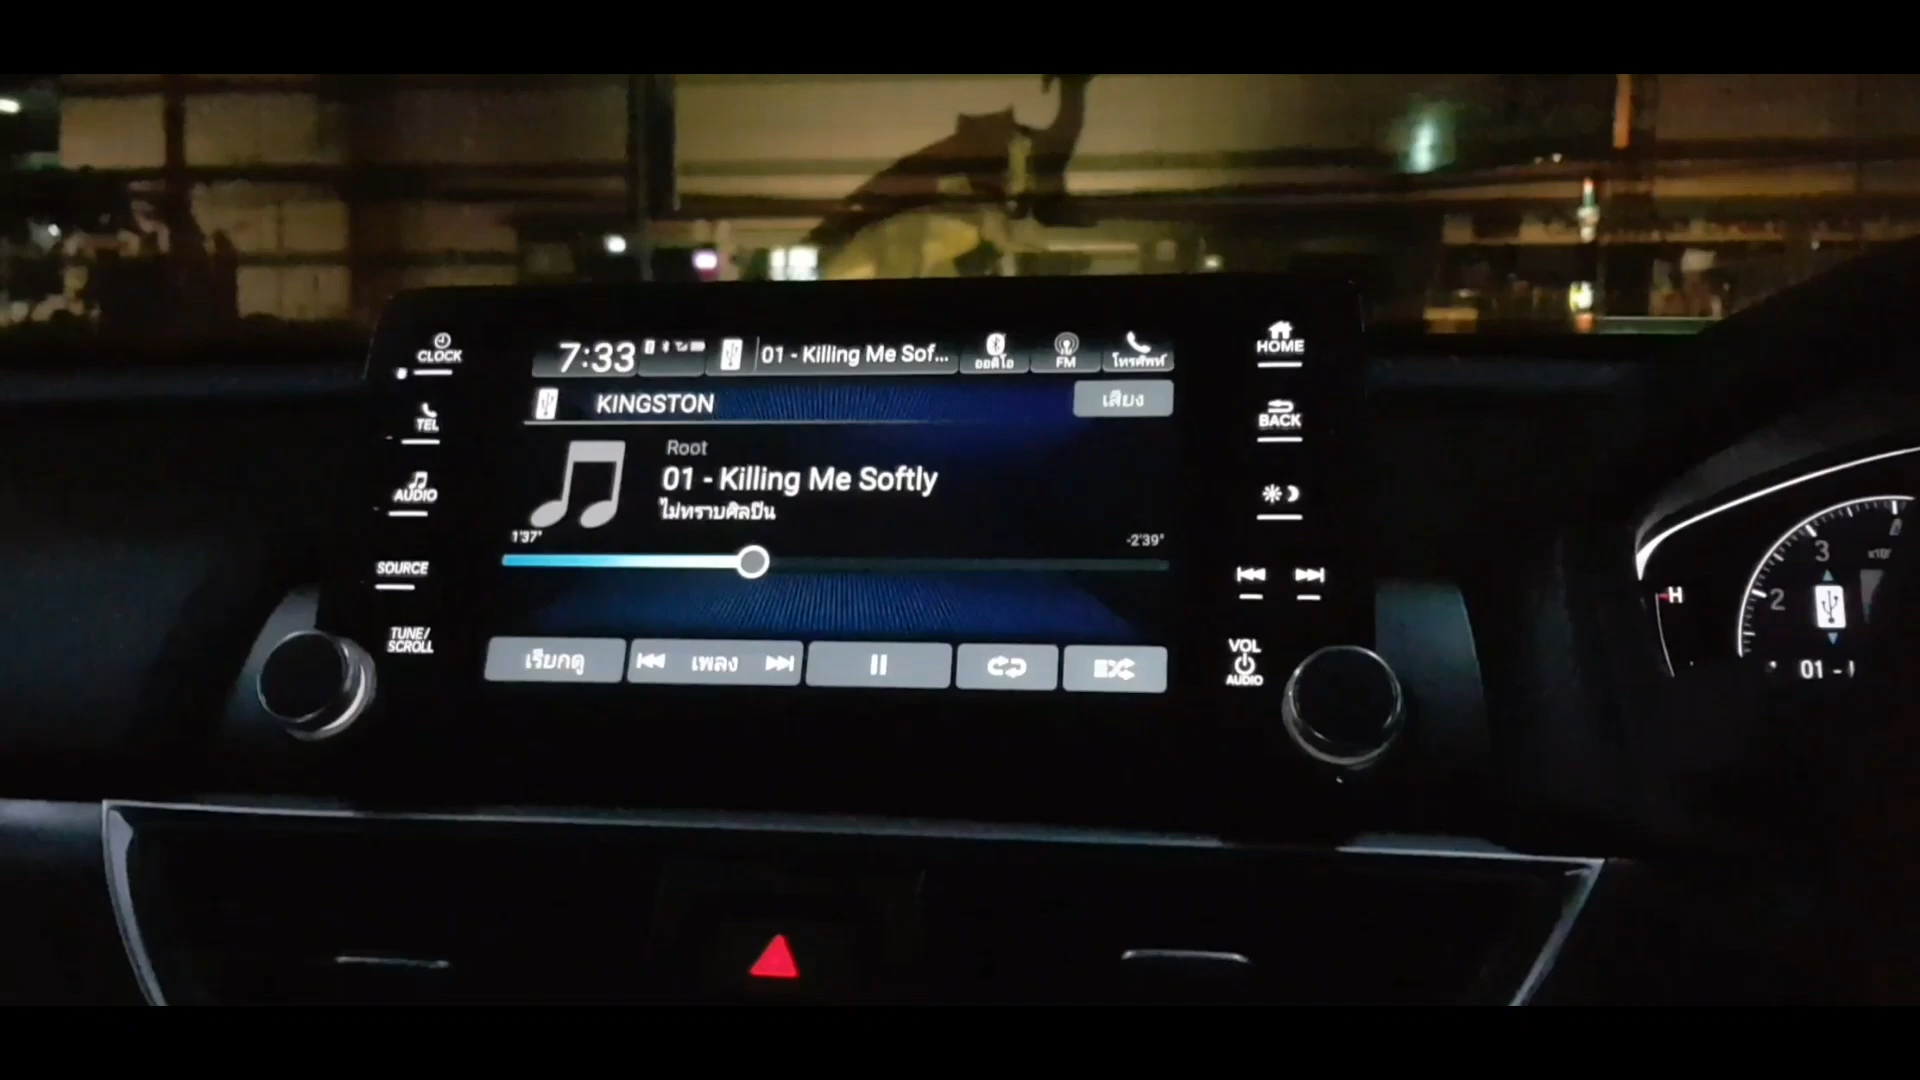 CLOCK
7:33
01 - Killing Me Sof...
ออดิโอ
FM
โทรศัพท์
HOME
KINGSTON
เสียง
TEL
BACK
Root
01 - Killing Me Softly
ไม่ทราบศิลปิน
AUDIO
1'37"
-2'39"
SOURCE
TUNE/
SCROLL
เรียกดู
เพลง
VOL
AUDIO
3
2
H
01 -